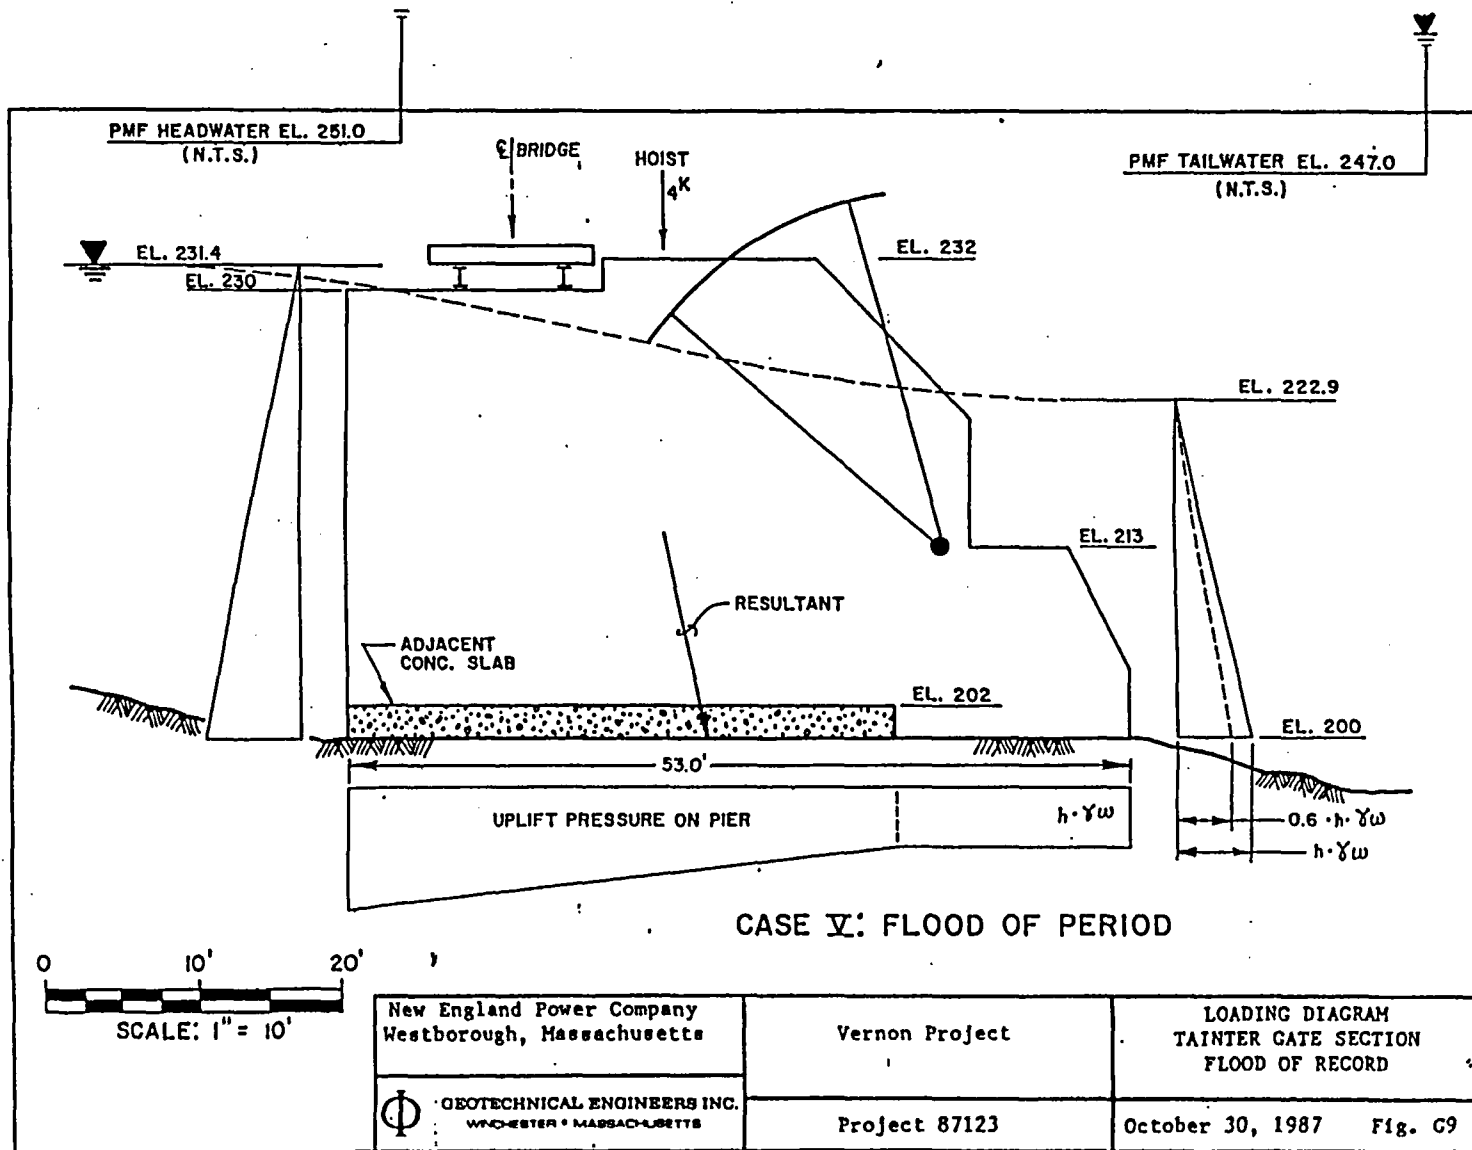 PMF HEADWATER EL. 251.0
(N.T.S.)
℄ BRIDGE
HOIST
4K
PMF TAILWATER EL. 247.0
(N.T.S.)
EL. 231.4
EL. 230
EL. 232
EL. 222.9
EL. 213
RESULTANT
ADJACENT
CONC. SLAB
EL. 202
EL. 200
53.0'
UPLIFT PRESSURE ON PIER
h·γω
0.6·h·γω
h·γω
CASE V: FLOOD OF PERIOD
0 10' 20'
SCALE: 1" = 10'
New England Power Company
Westborough, Massachusetts
Vernon Project
LOADING DIAGRAM
TAINTER GATE SECTION
FLOOD OF RECORD
GEOTECHNICAL ENGINEERS INC.
WINCHESTER • MASSACHUSETTS
Project 87123
October 30, 1987 Fig. G9